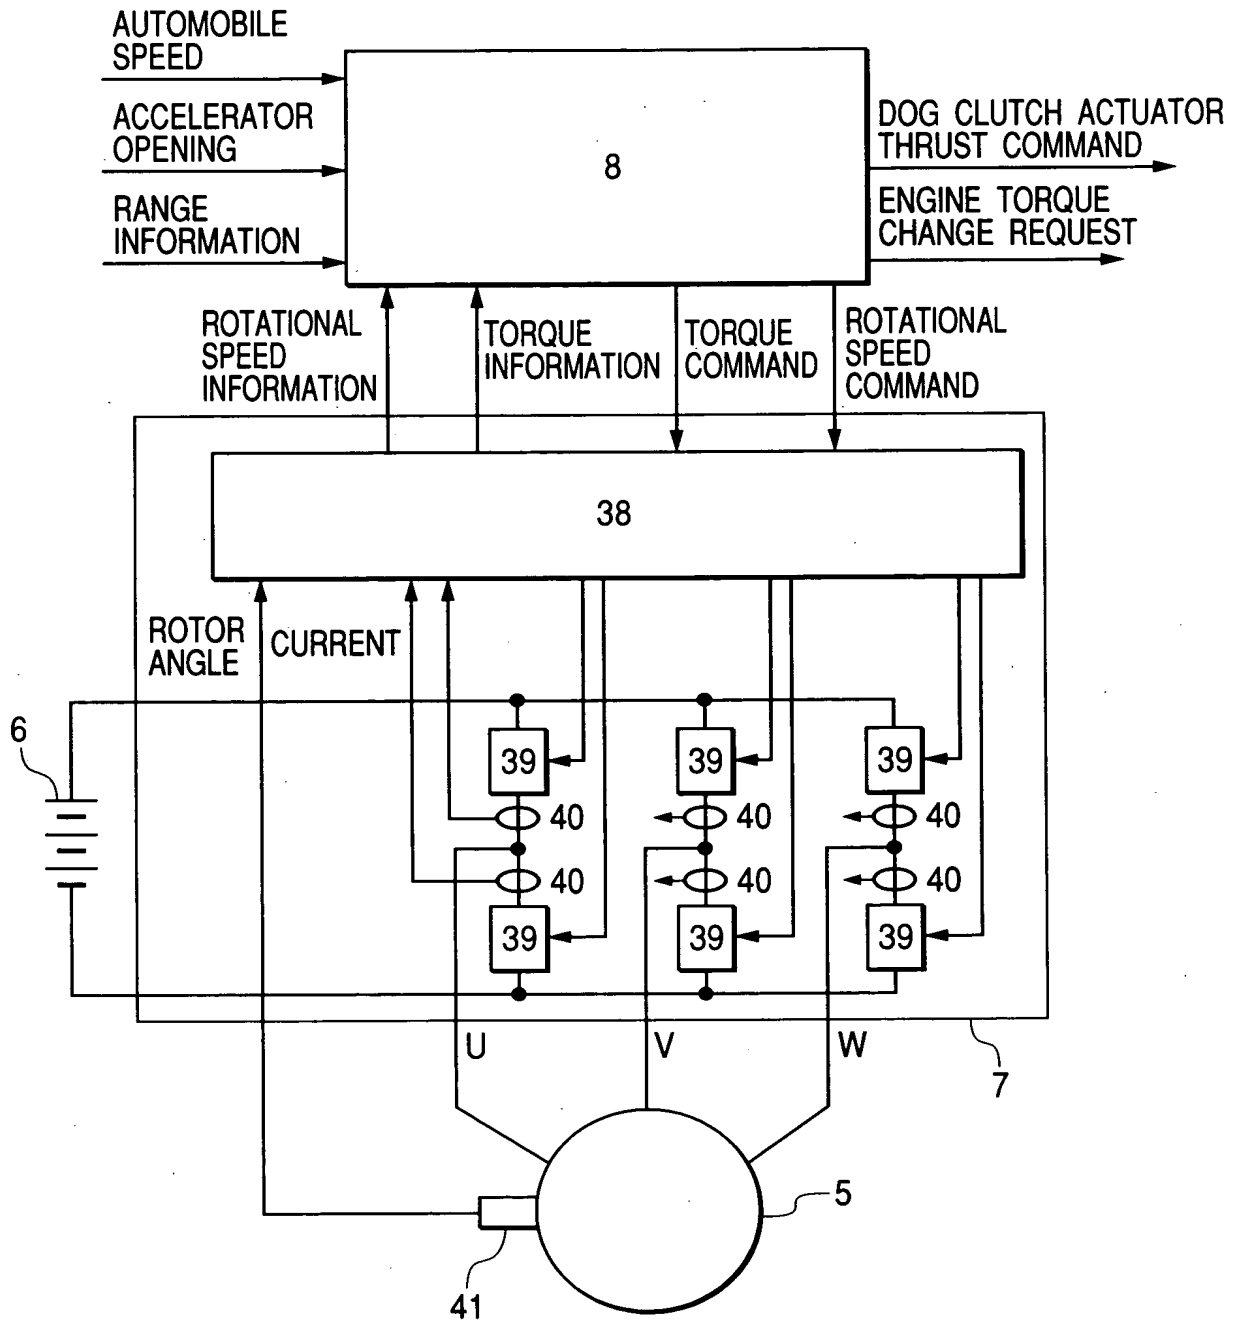 AUTOMOBILE
SPEED
ACCELERATOR
OPENING
RANGE
INFORMATION
8
DOG CLUTCH ACTUATOR
THRUST COMMAND
ENGINE TORQUE
CHANGE REQUEST
ROTATIONAL
SPEED
INFORMATION
TORQUE
INFORMATION
TORQUE
COMMAND
ROTATIONAL
SPEED
COMMAND
38
ROTOR
ANGLE
CURRENT
6
39
39
39
40
40
40
40
40
40
39
39
39
U
V
W
7
5
41